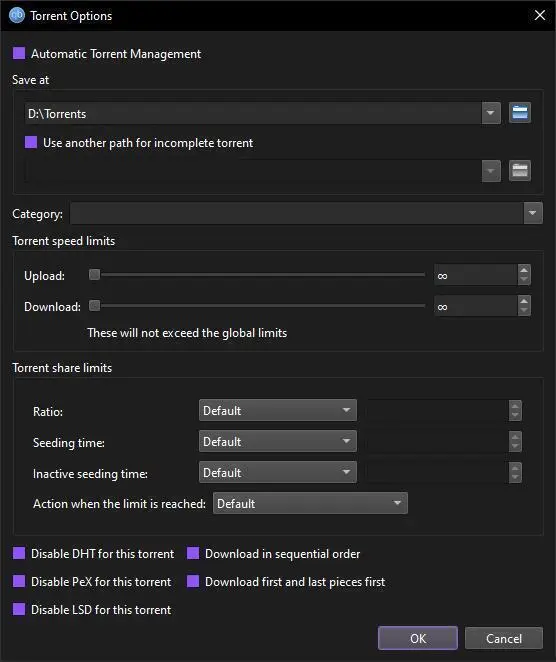 qb Torrent Options
Automatic Torrent Management
Save at
D:\Torrents
Use another path for incomplete torrent
Category:
Torrent speed limits
Upload: ∞
Download: ∞
These will not exceed the global limits
Torrent share limits
Ratio: Default
Seeding time: Default
Inactive seeding time: Default
Action when the limit is reached: Default
Disable DHT for this torrent Download in sequential order
Disable PeX for this torrent Download first and last pieces first
Disable LSD for this torrent
OK Cancel